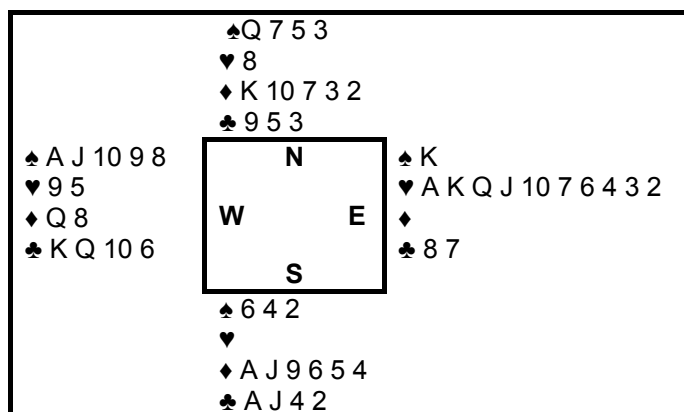 ♠Q 7 5 3
♥ 8
♦ K 10 7 3 2
♣ 9 5 3
♠ A J 10 9 8
♥ 9 5
♦ Q 8
♣ K Q 10 6
N
W E
S
♠ K
♥ A K Q J 10 7 6 4 3 2
♦
♣ 8 7
♠ 6 4 2
♥
♦ A J 9 6 5 4
♣ A J 4 2